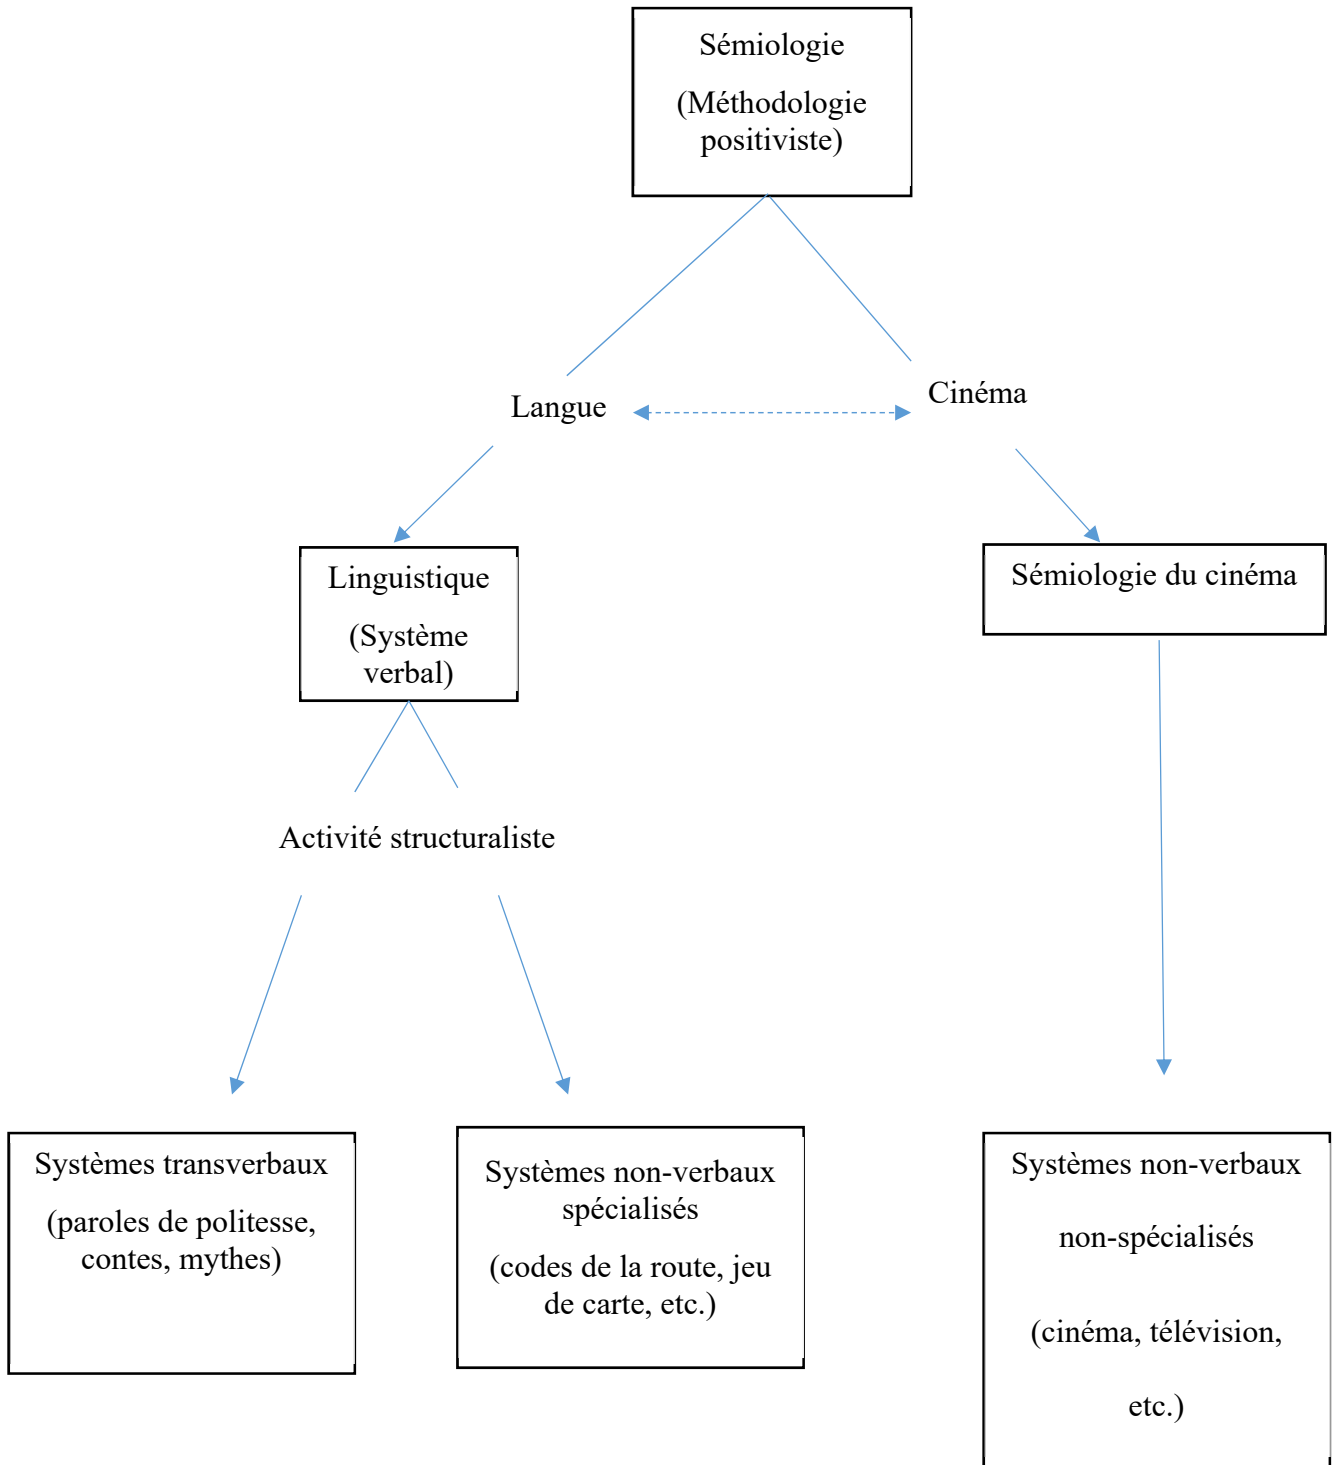 Sémiologie
(Méthodologie
positiviste)
Langue
Cinéma
Linguistique
(Système
verbal)
Sémiologie du cinéma
Activité structuraliste
Systèmes transverbaux
(paroles de politesse,
contes, mythes)
Systèmes non-verbaux
spécialisés
(codes de la route, jeu
de carte, etc.)
Systèmes non-verbaux
non-spécialisés
(cinéma, télévision,
etc.)